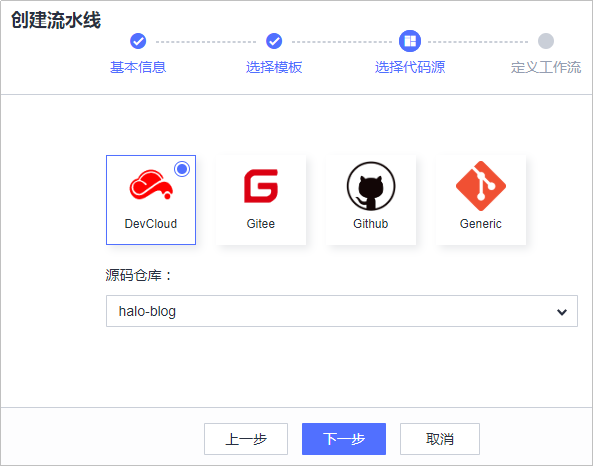 创建流水线
基本信息 选择模板 选择代码源 定义工作流
DevCloud Gitee Github Generic
源码仓库：
halo-blog
上一步 下一步 取消